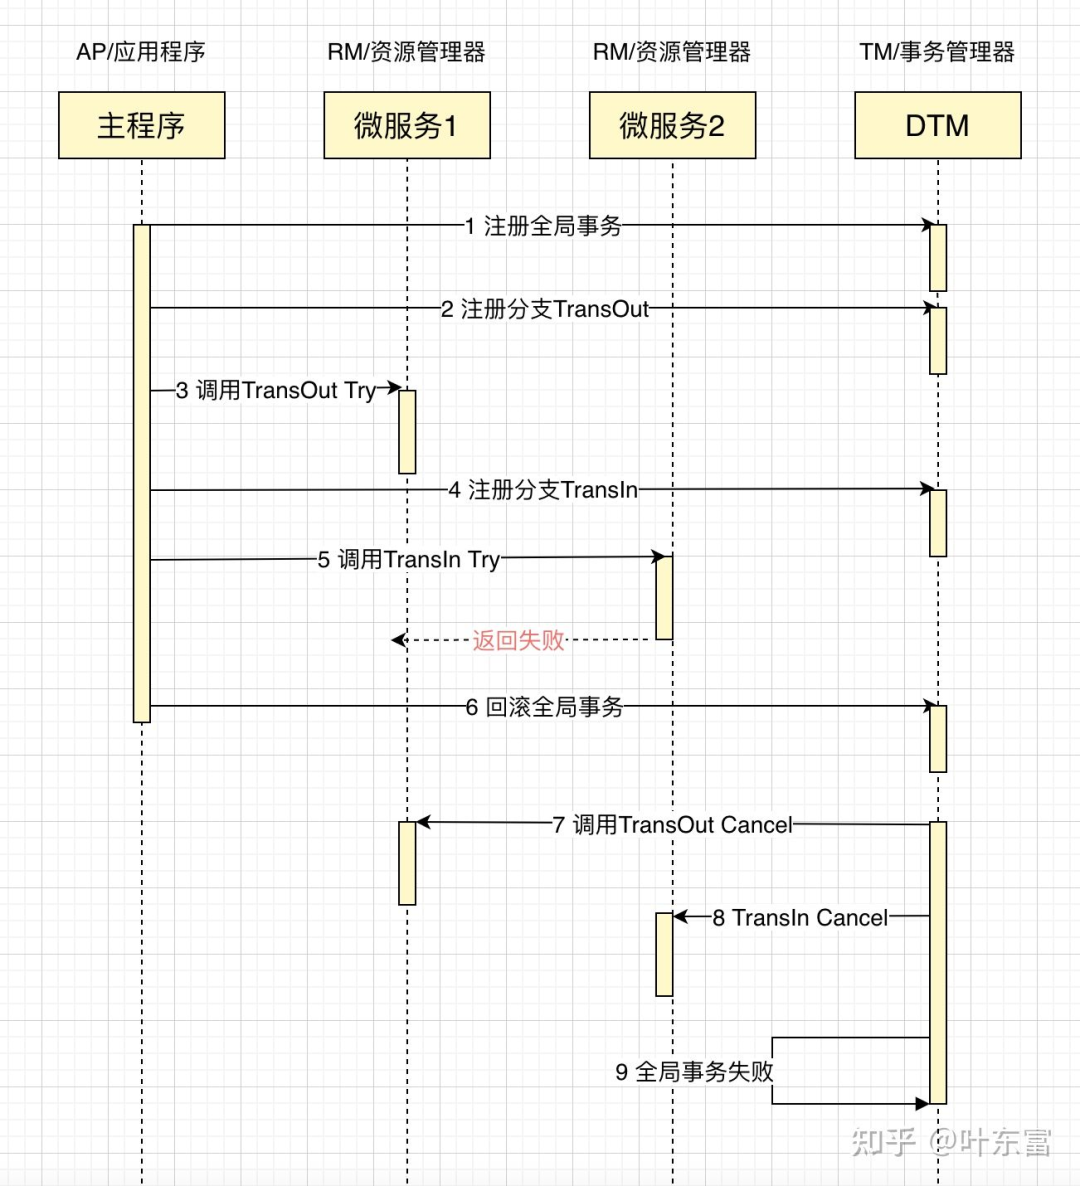 AP/应用程序
RM/资源管理器
RM/资源管理器
TM/事务管理器
主程序
微服务1
微服务2
DTM
1 注册全局事务
2 注册分支TransOut
3 调用TransOut Try
4 注册分支TransIn
5 调用TransIn Try
返回失败
6 回滚全局事务
7 调用TransOut Cancel
8 TransIn Cancel
9 全局事务失败
知乎 @叶东富